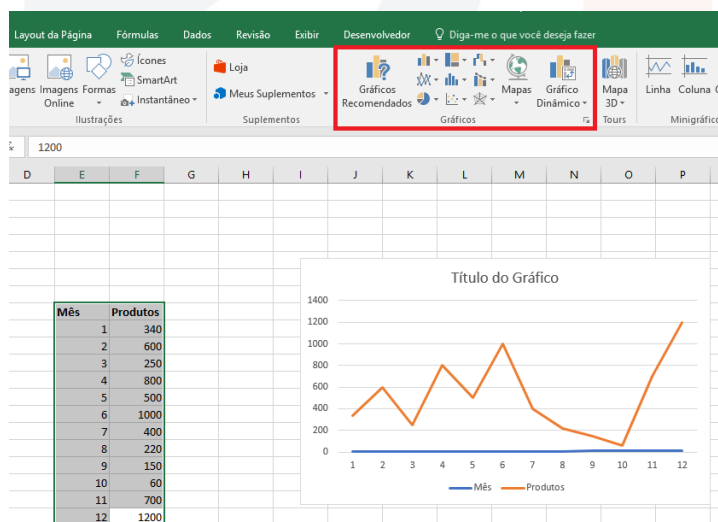 Layout da Página Fórmulas Dados Revisão Exibir Desenvolvedor Diga-me o que você deseja fazer
Ícones
SmartArt
Instantâneo
Imagens Online
Formas
Ilustrações
Loja
Meus Suplementos
Suplementos
Gráficos Recomendados
Mapas
Gráfico Dinâmico
Gráficos
Mapa 3D
Tours
Linha Coluna
1200
D E F G H I J K L M N O P
Mês Produtos
1 340
2 600
3 250
4 800
5 500
6 1000
7 400
8 220
9 150
10 60
11 700
12 1200
Título do Gráfico
1400
1200
1000
800
600
400
200
0
1 2 3 4 5 6 7 8 9 10 11 12
Mês Produtos